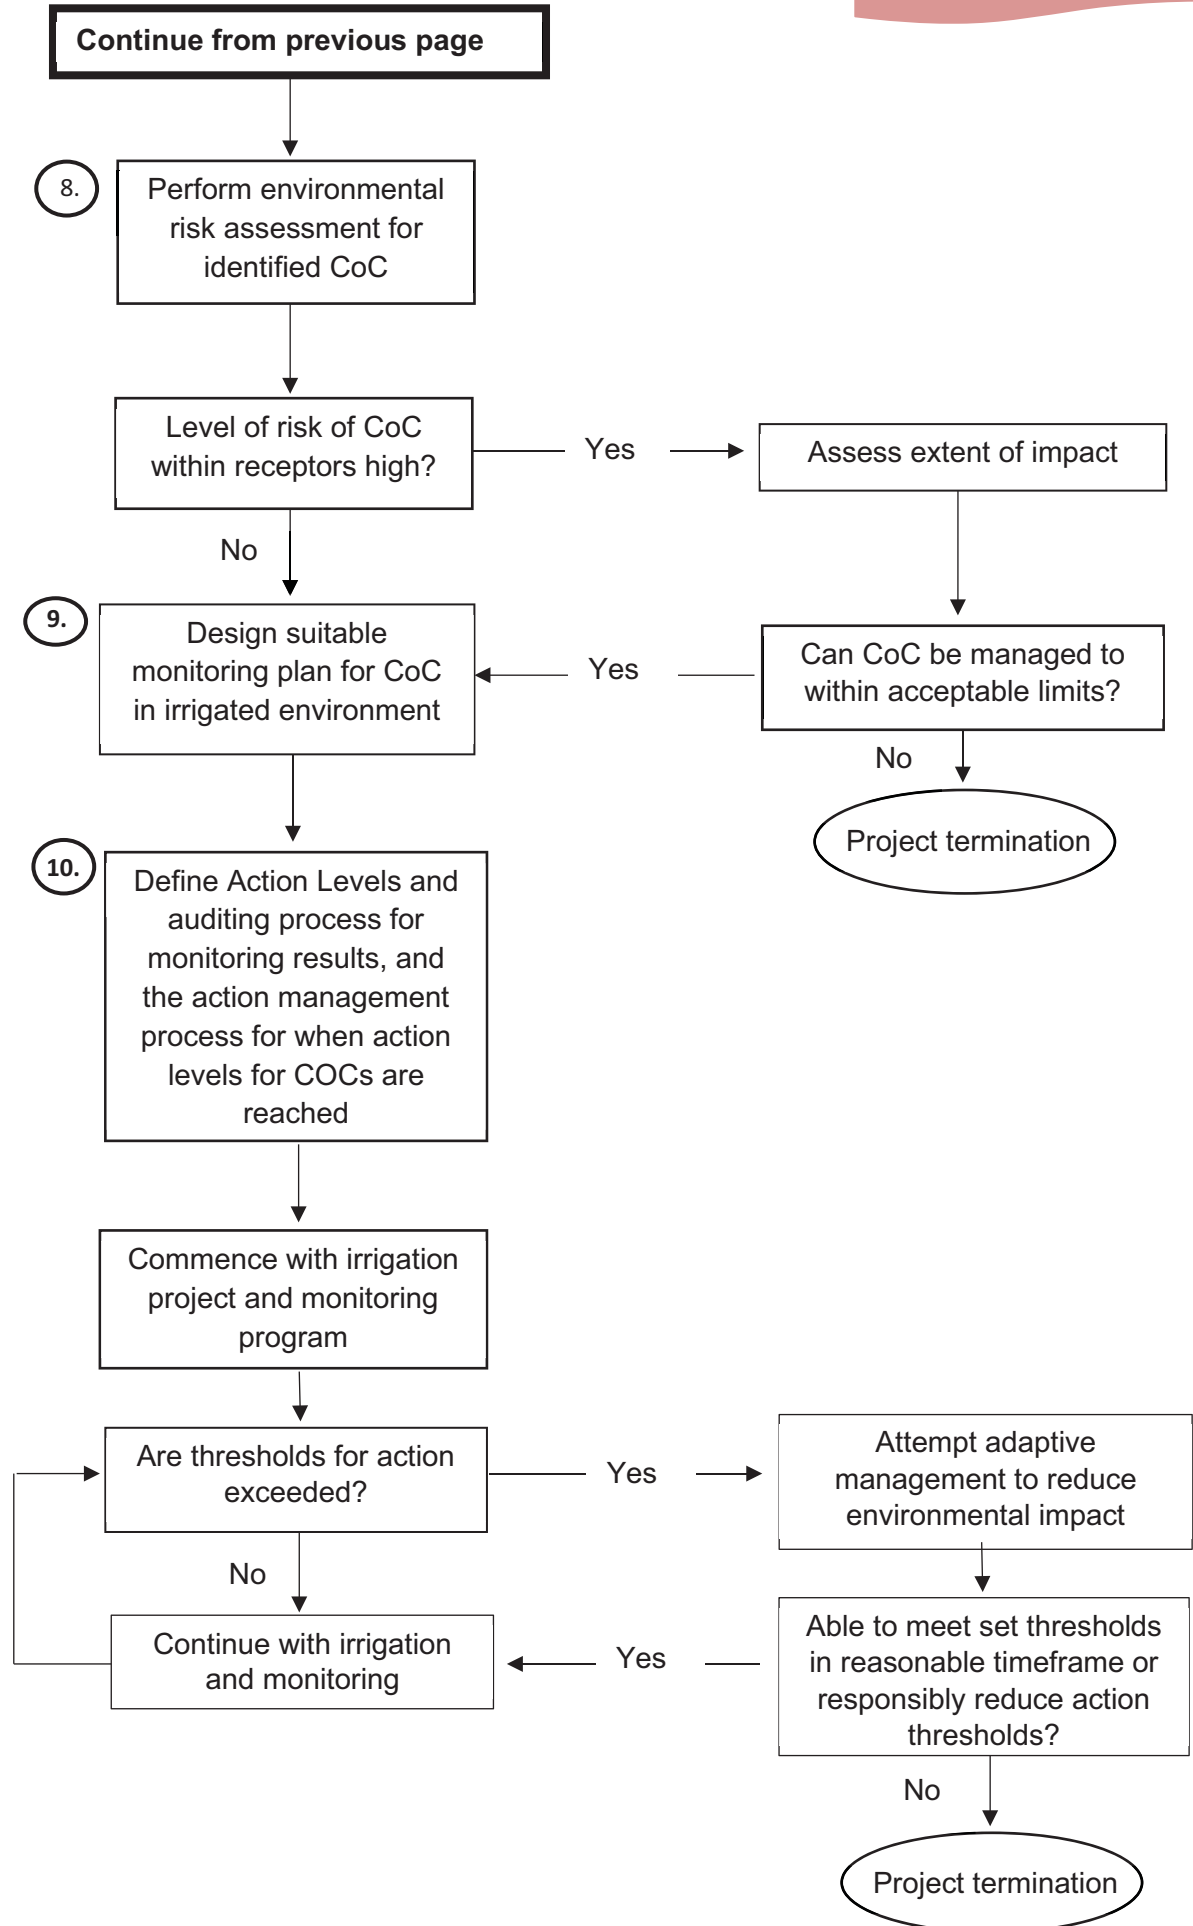 Continue from previous page
8.
Perform environmental
risk assessment for
identified CoC
Level of risk of CoC
within receptors high?
Yes
Assess extent of impact
No
9.
Design suitable
monitoring plan for CoC
in irrigated environment
Yes
Can CoC be managed to
within acceptable limits?
No
Project termination
10.
Define Action Levels and
auditing process for
monitoring results, and
the action management
process for when action
levels for COCs are
reached
Commence with irrigation
project and monitoring
program
Are thresholds for action
exceeded?
Yes
Attempt adaptive
management to reduce
environmental impact
No
Continue with irrigation
and monitoring
Yes
Able to meet set thresholds
in reasonable timeframe or
responsibly reduce action
thresholds?
No
Project termination